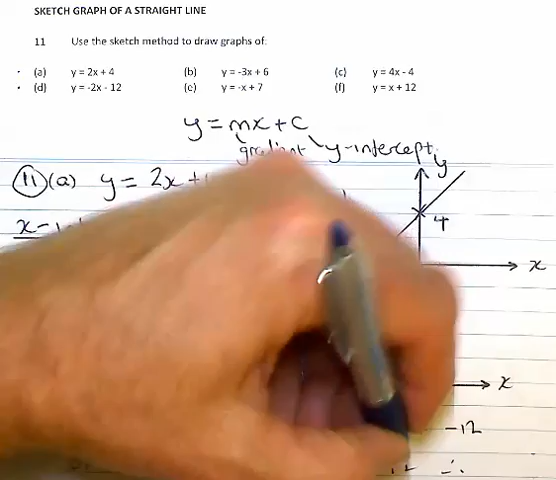 SKETCH GRAPH OF A STRAIGHT LINE
11 Use the sketch method to draw graphs of:
(a) y = 2x + 4 (b) y = -3x + 6 (c) y = 4x - 4
(d) y = -2x - 12 (e) y = -x + 7 (f) y = x + 12
y = mx + c
gradient y-intercept
y
11 (a) y = 2x +
x-
4
x
x
-12